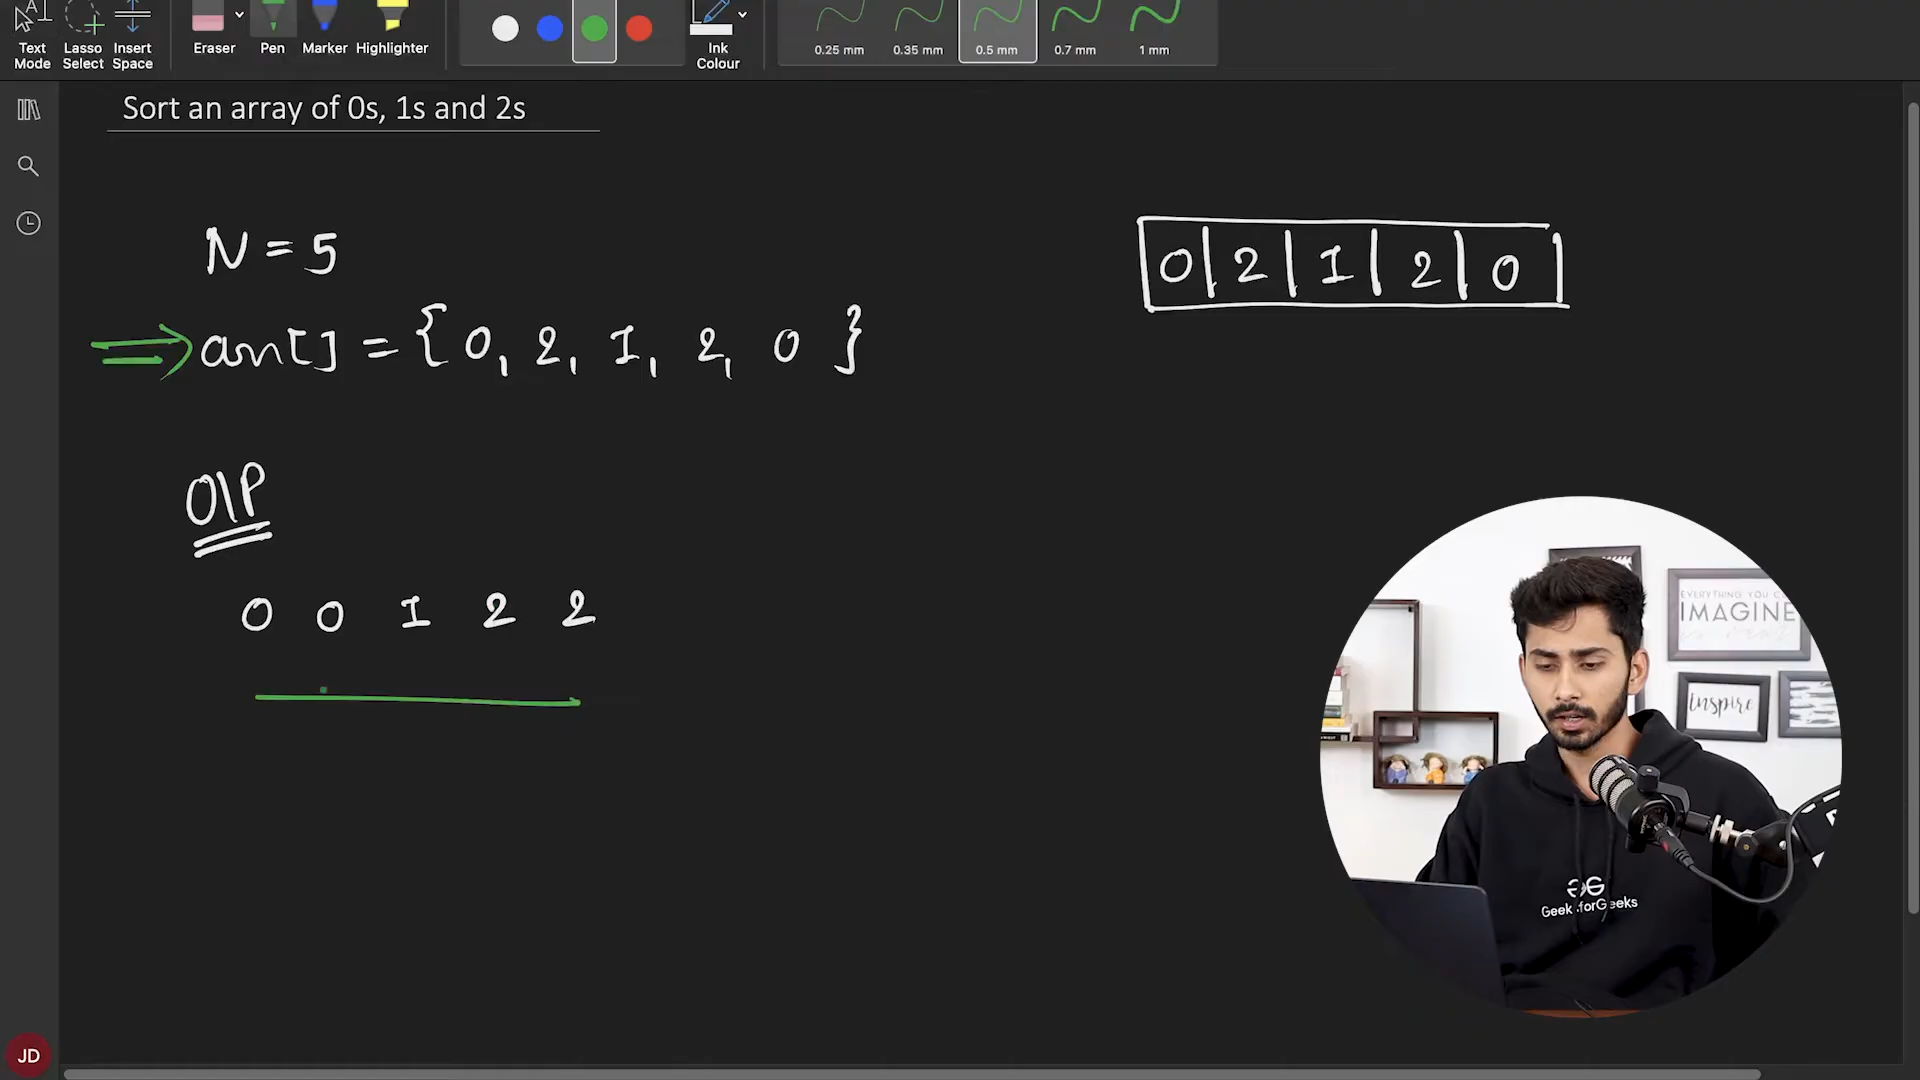 Text Mode
Lasso Select
Insert Space
Eraser
Pen
Marker
Highlighter
Ink Colour
0.25 mm
0.35 mm
0.5 mm
0.7 mm
1 mm
Sort an array of 0s, 1s and 2s
N = 5
0 | 2 | 1 | 2 | 0
arr[] = { 0, 2, 1, 2, 0 }
O|P
0 0 1 2 2
EVERYTHING YOU
IMAGINE
Inspire
GeeksforGeeks
JD